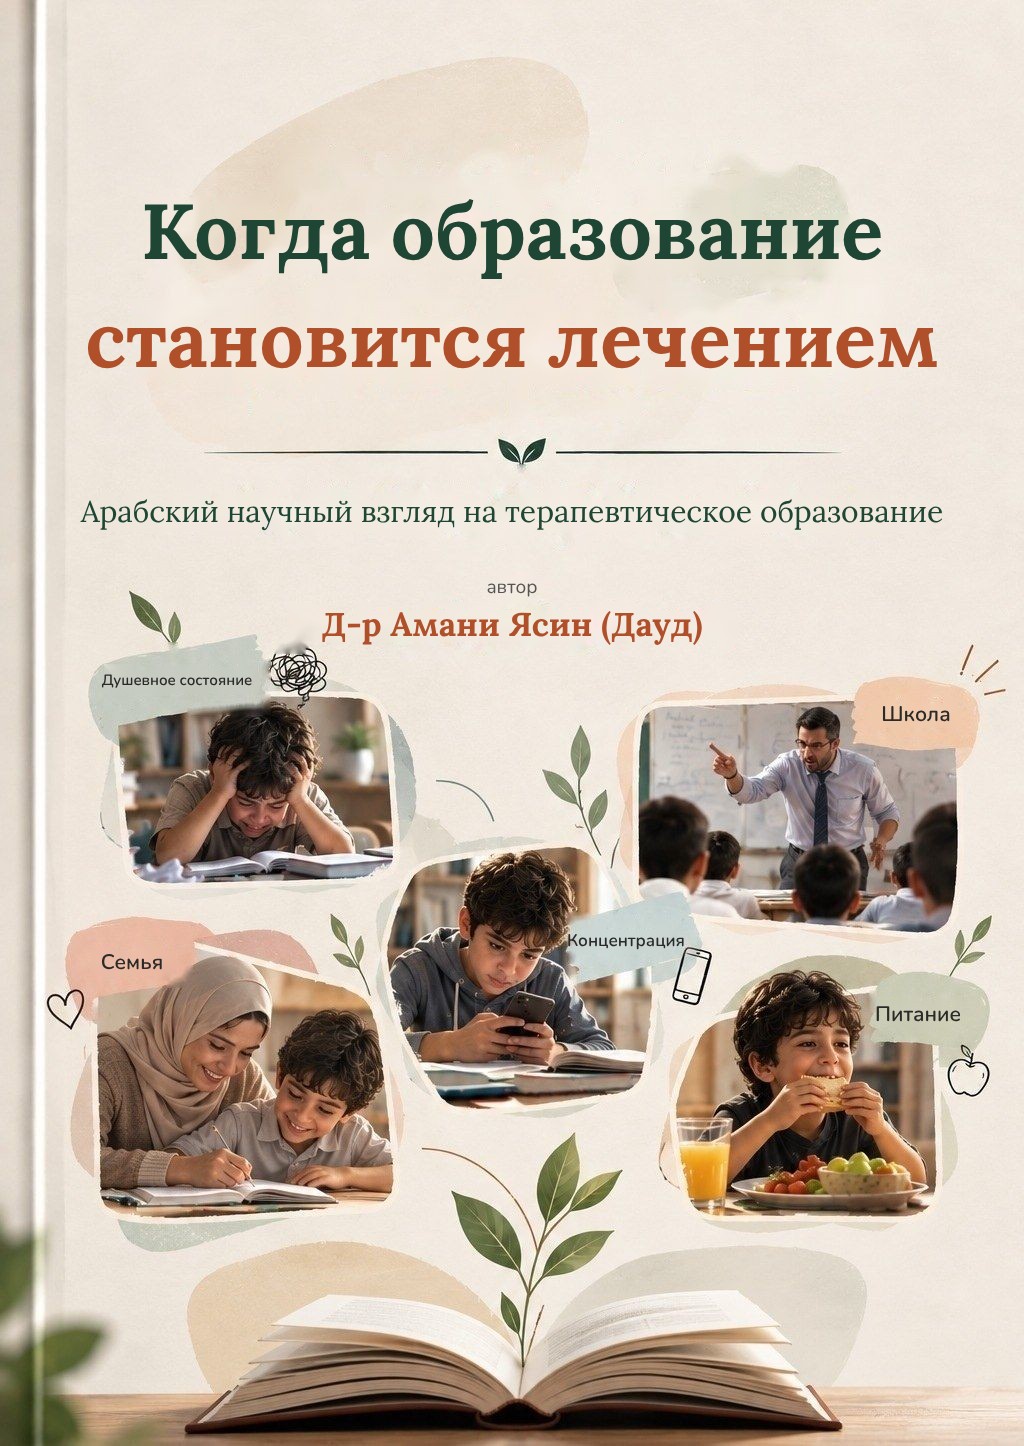 Когда образование
становится лечением
Арабский научный взгляд на терапевтическое образование
автор
Д-р Амани Ясин (Дауд)
Душевное состояние
Школа
Концентрация
Семья
Питание